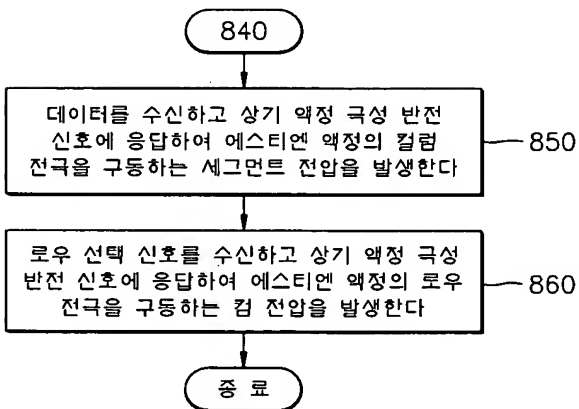 840
데이터를 수신하고 상기 액정 극성 반전
신호에 응답하여 에스티엔 액정의 컬럼
전극을 구동하는 세그먼트 전압을 발생한다
850
로우 선택 신호를 수신하고 상기 액정 극성
반전 신호에 응답하여 에스티엔 액정의 로우
전극을 구동하는 컴 전압을 발생한다
860
종 료